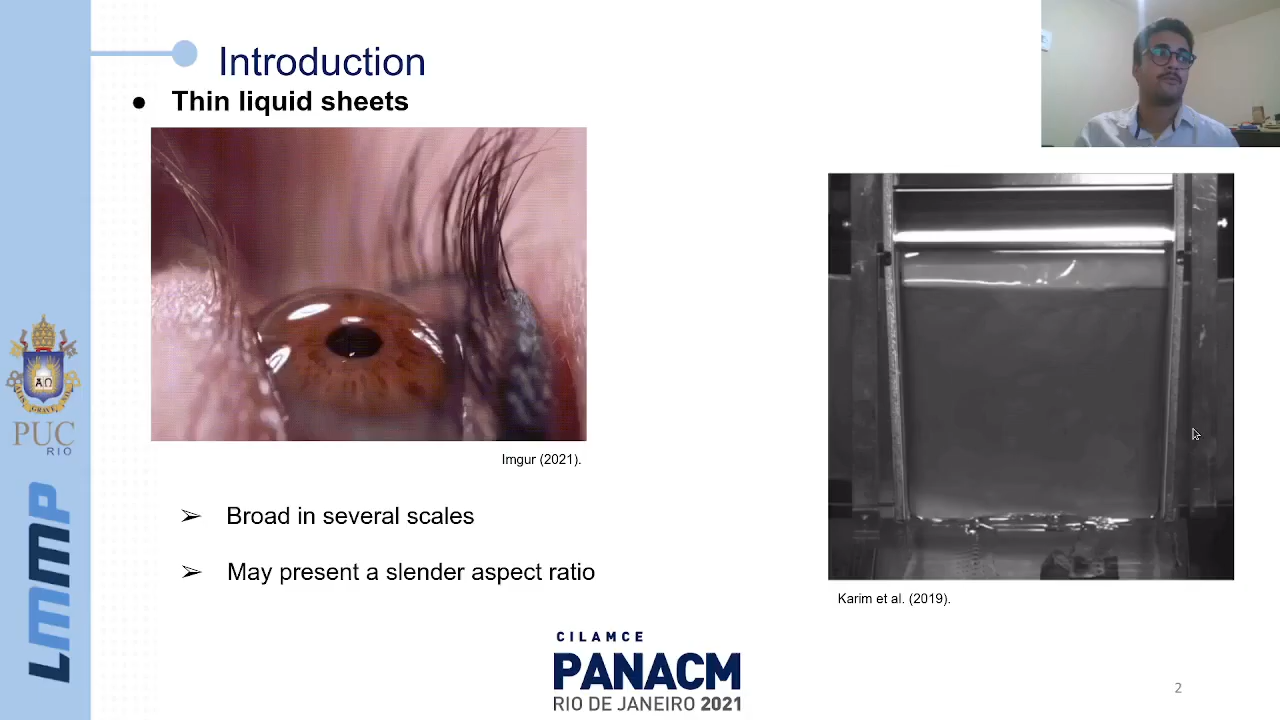 Introduction
● Thin liquid sheets
Imgur (2021).
➢ Broad in several scales
➢ May present a slender aspect ratio
Karim et al. (2019).
PUC
RIO
LMMP
CILAMCE
PANACM
RIO DE JANEIRO 2021
2